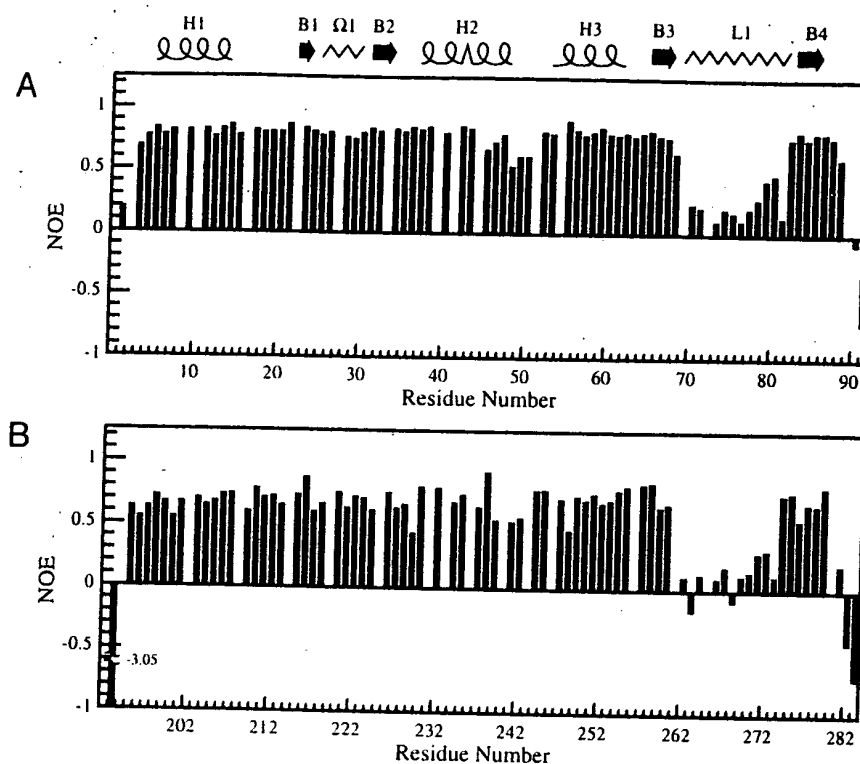 H1 B1 Ω1 B2 H2 H3 B3 L1 B4
A
1
0.5
0
-0.5
-1
NOE
10 20 30 40 50 60 70 80 90
Residue Number
B
1
0.5
0
-0.5
-1
NOE
-3.05
202 212 222 232 242 252 262 272 282
Residue Number